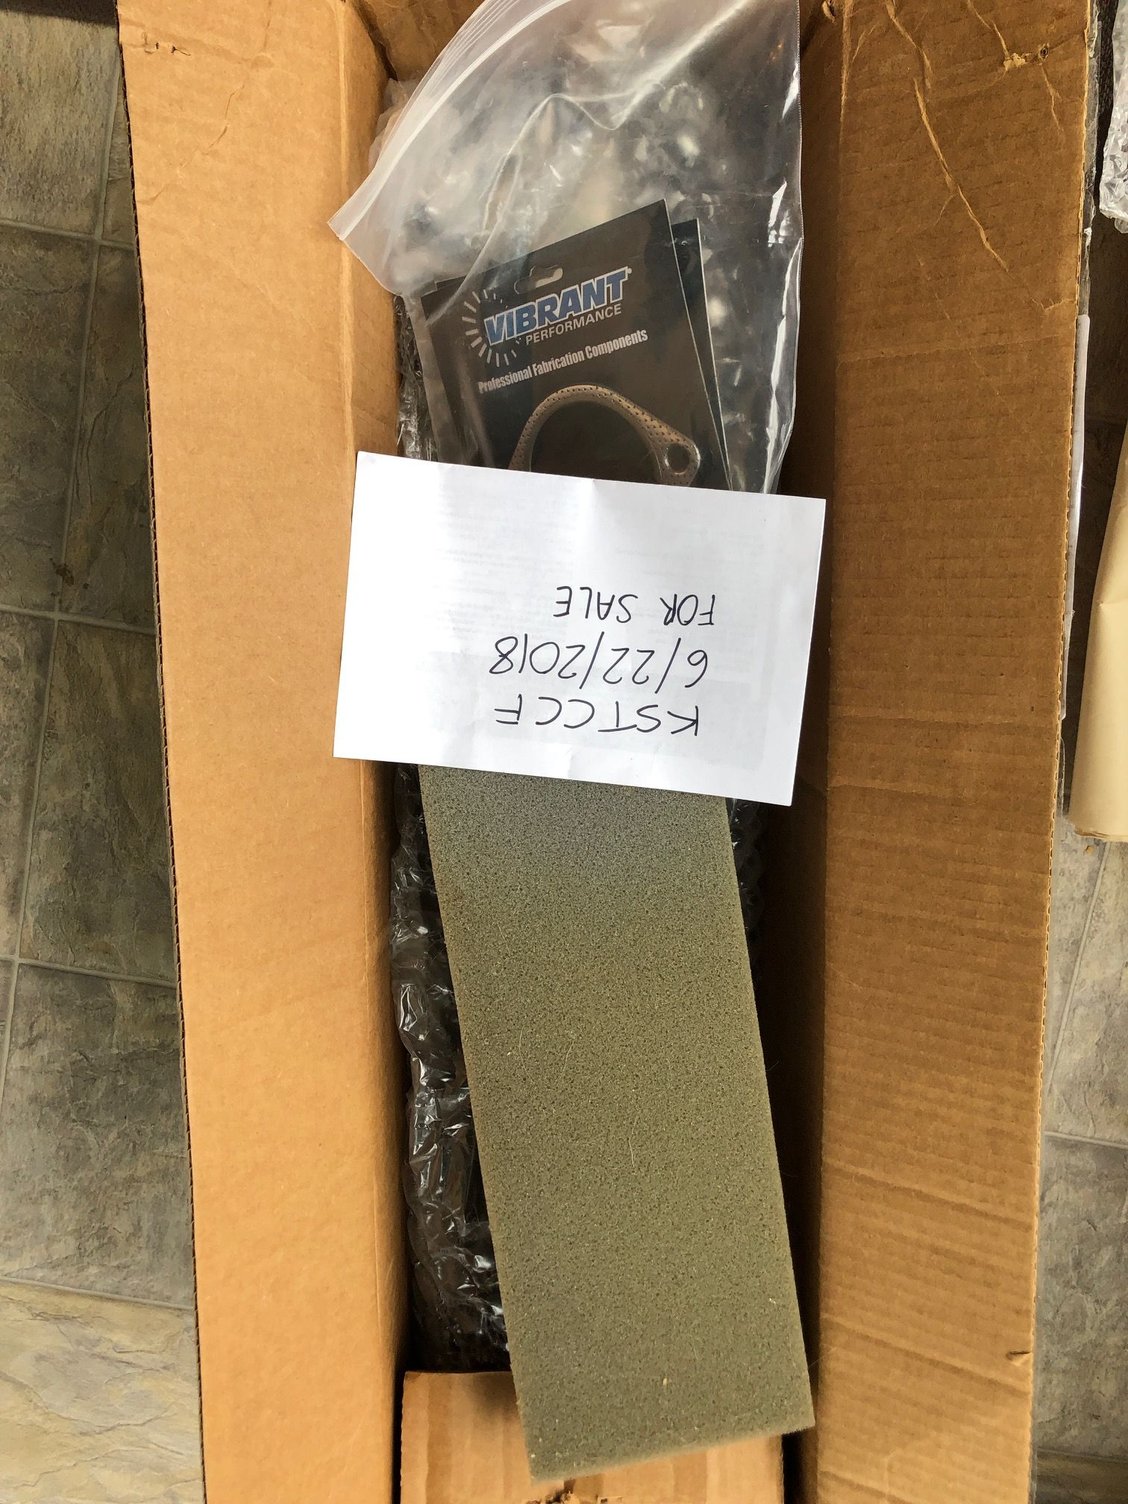 VIBRANT
PERFORMANCE
Professional Fabrication Components
KSTCCF
6/22/2018
FOR SALE